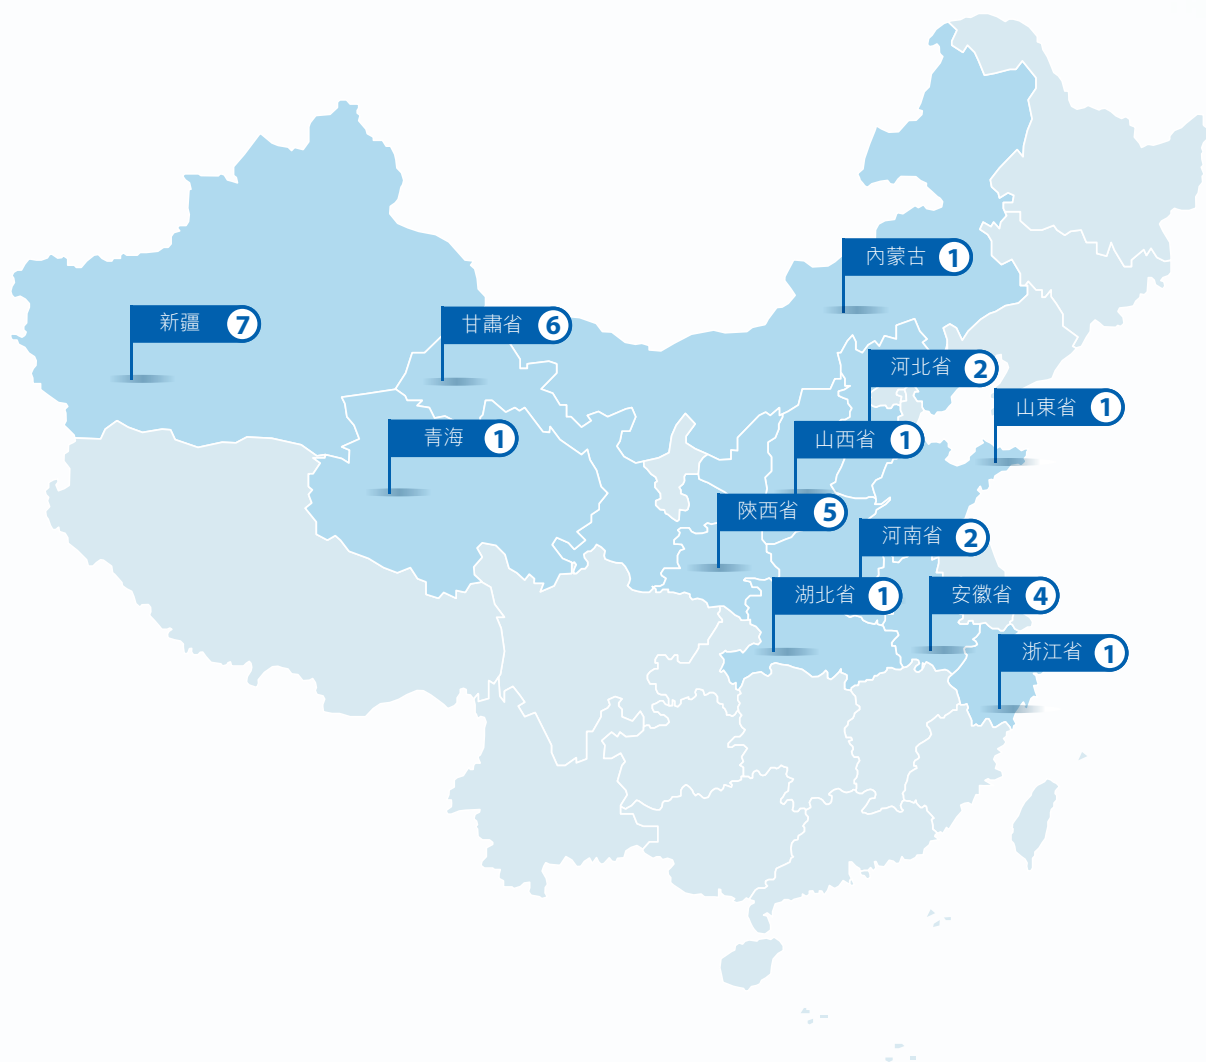 內蒙古 1
新疆 7
甘肅省 6
河北省 2
山東省 1
青海 1
山西省 1
陝西省 5
河南省 2
湖北省 1
安徽省 4
浙江省 1